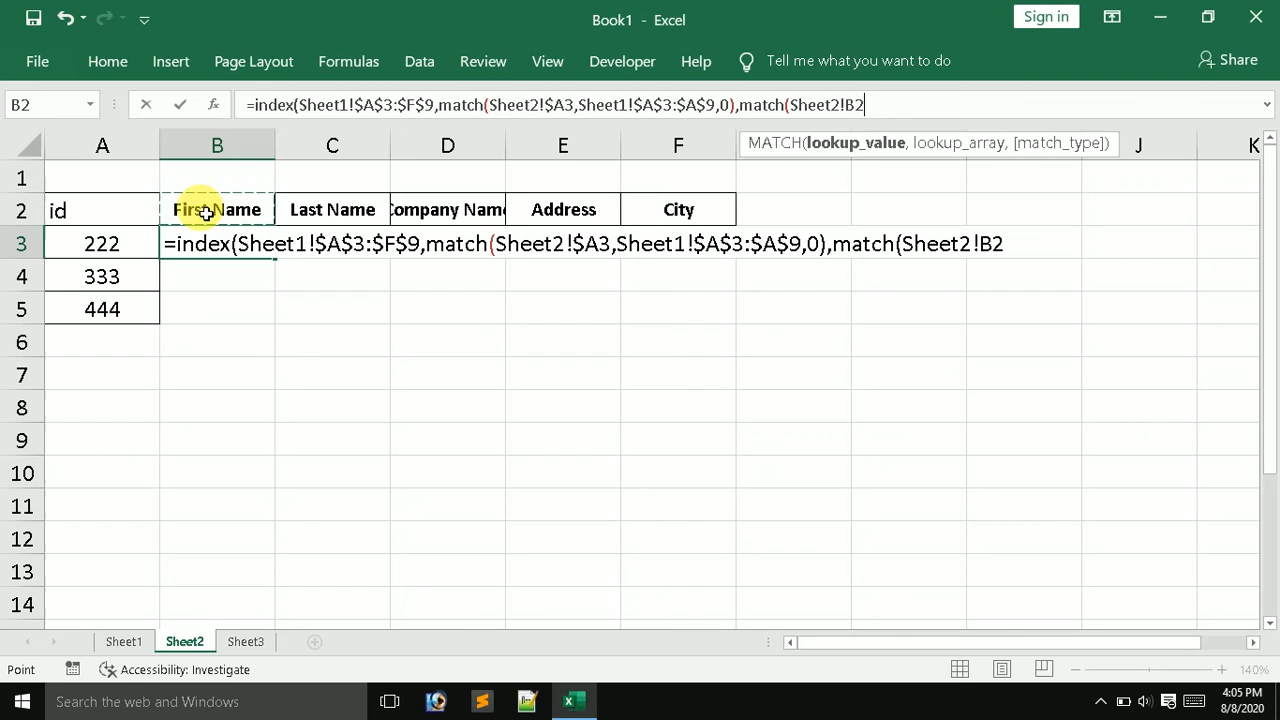 Book1 - Excel
Sign in
File Home Insert Page Layout Formulas Data Review View Developer Help Tell me what you want to do Share
B2 fx =index(Sheet1!$A$3:$F$9,match(Sheet2!$A3,Sheet1!$A$3:$A$9,0),match(Sheet2!B2
MATCH(lookup_value, lookup_array, [match_type])
A B C D E F J K
1
2 id First Name Last Name Company Name Address City
3 222 =index(Sheet1!$A$3:$F$9,match(Sheet2!$A3,Sheet1!$A$3:$A$9,0),match(Sheet2!B2
4 333
5 444
6
7
8
9
10
11
12
13
14
Sheet1 Sheet2 Sheet3
Point Accessibility: Investigate 140%
Search the web and Windows
4:05 PM
8/8/2020